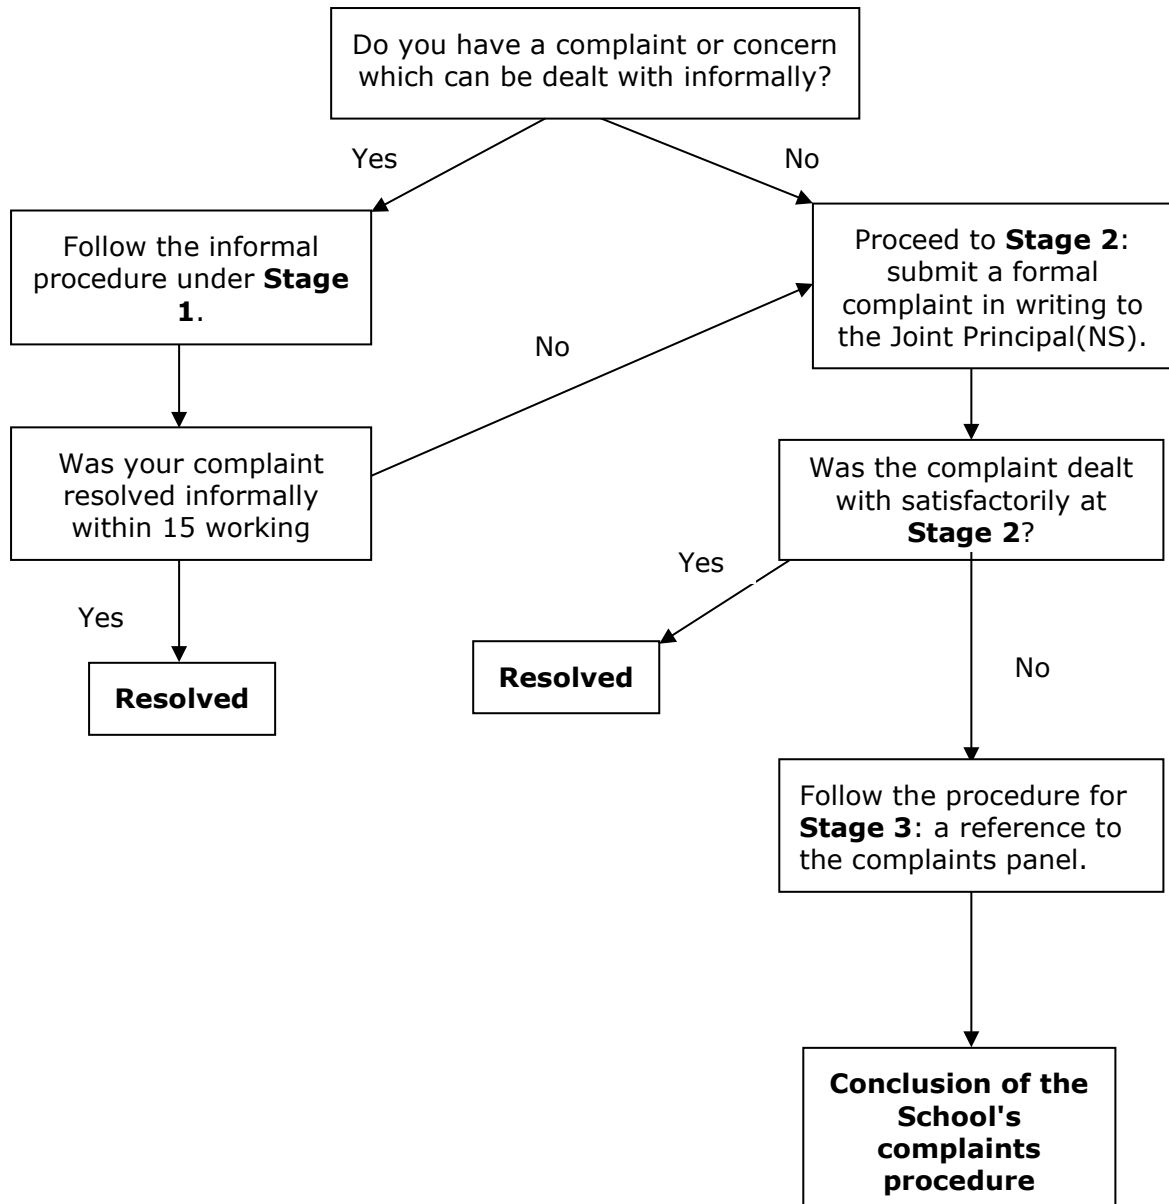 Do you have a complaint or concern
which can be dealt with informally?
Yes
No
Follow the informal
procedure under Stage
1.
Proceed to Stage 2:
submit a formal
complaint in writing to
the Joint Principal(NS).
No
Was your complaint
resolved informally
within 15 working
Was the complaint dealt
with satisfactorily at
Stage 2?
Yes
Yes
Resolved
Resolved
No
Follow the procedure for
Stage 3: a reference to
the complaints panel.
Conclusion of the
School's
complaints
procedure